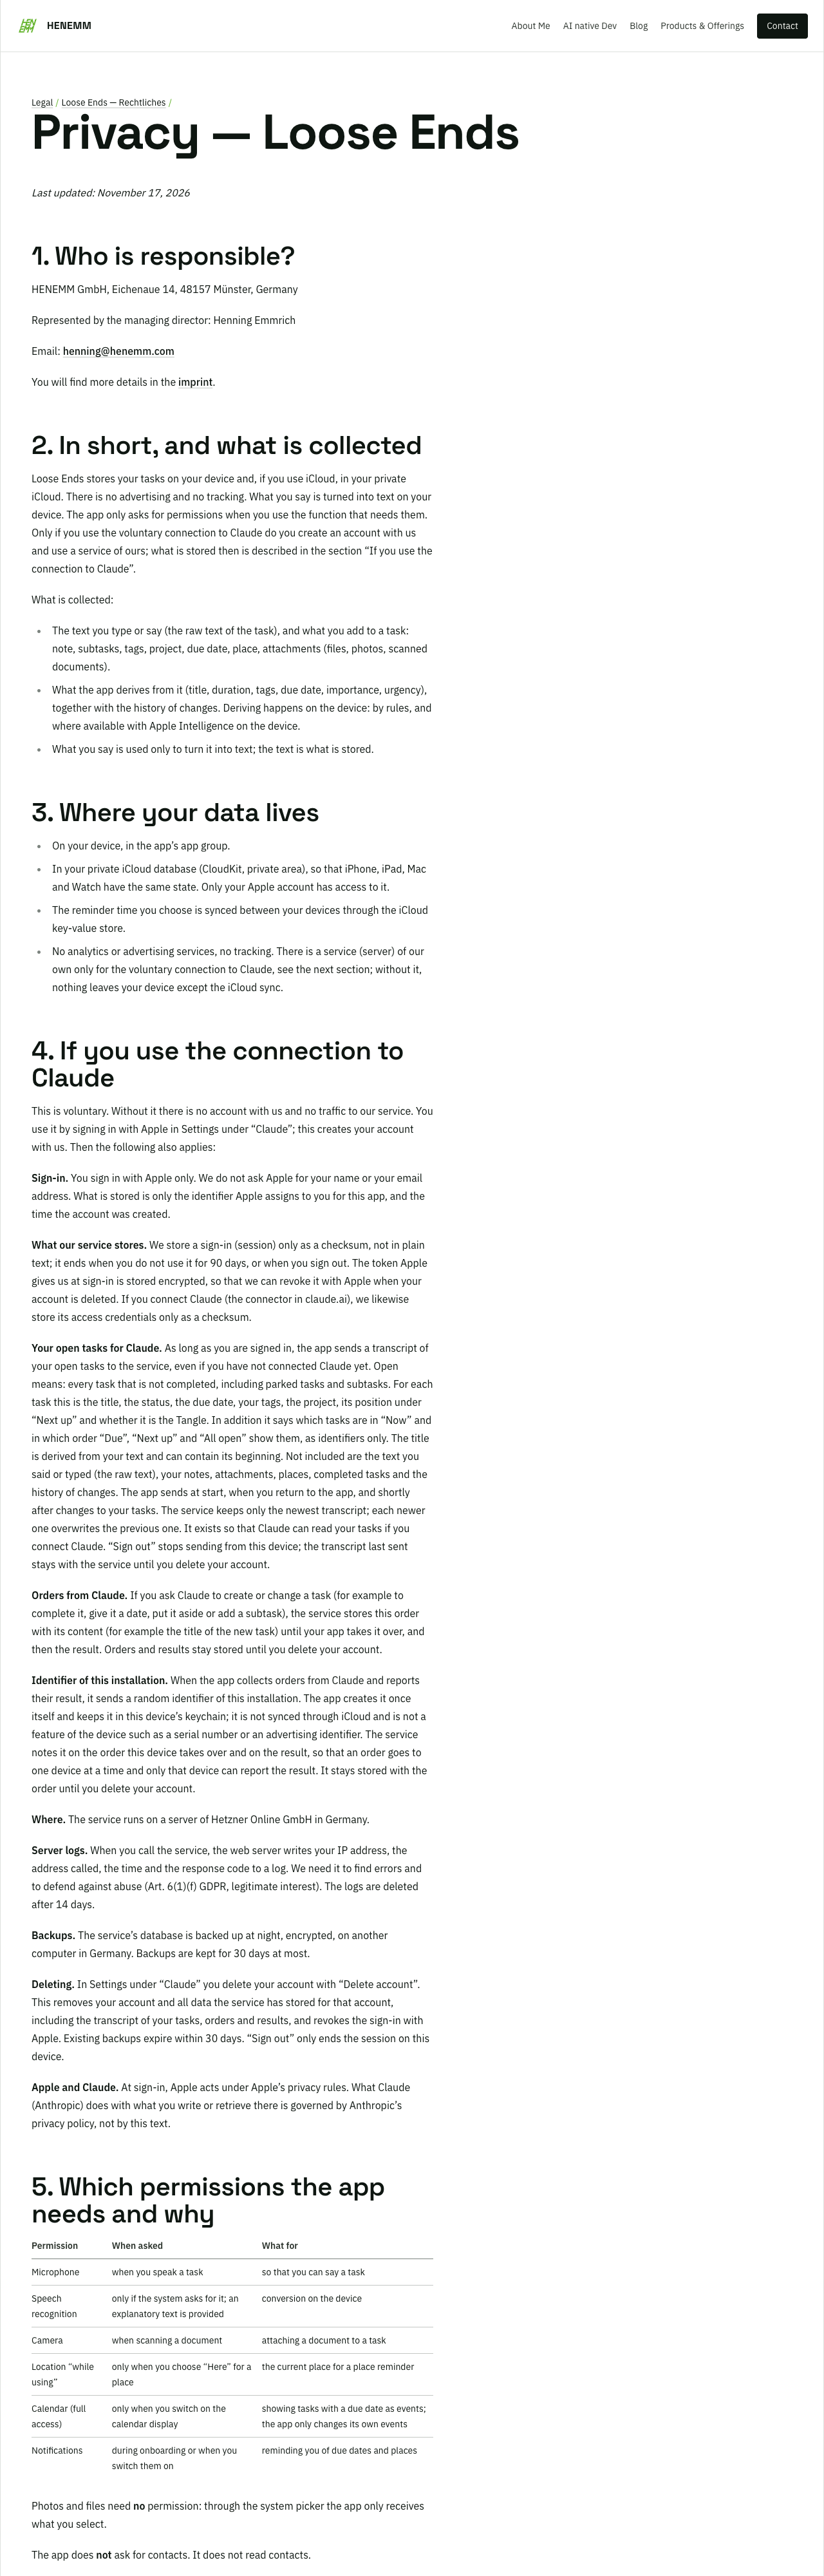 HENEMM
About Me
AI native Dev
Blog
Products & Offerings
Contact
Legal / Loose Ends — Rechtliches /
Privacy — Loose Ends
Last updated: November 17, 2026
1. Who is responsible?
HENEMM GmbH, Eichenaue 14, 48157 Münster, Germany
Represented by the managing director: Henning Emmrich
Email: henning@henemm.com
You will find more details in the imprint.
2. In short, and what is collected
Loose Ends stores your tasks on your device and, if you use iCloud, in your private
iCloud. There is no advertising and no tracking. What you say is turned into text on your
device. The app only asks for permissions when you use the function that needs them.
Only if you use the voluntary connection to Claude do you create an account with us
and use a service of ours; what is stored then is described in the section “If you use the
connection to Claude”.
What is collected:
• The text you type or say (the raw text of the task), and what you add to a task:
note, subtasks, tags, project, due date, place, attachments (files, photos, scanned
documents).
• What the app derives from it (title, duration, tags, due date, importance, urgency),
together with the history of changes. Deriving happens on the device: by rules, and
where available with Apple Intelligence on the device.
• What you say is used only to turn it into text; the text is what is stored.
3. Where your data lives
• On your device, in the app’s app group.
• In your private iCloud database (CloudKit, private area), so that iPhone, iPad, Mac
and Watch have the same state. Only your Apple account has access to it.
• The reminder time you choose is synced between your devices through the iCloud
key-value store.
• No analytics or advertising services, no tracking. There is a service (server) of our
own only for the voluntary connection to Claude, see the next section; without it,
nothing leaves your device except the iCloud sync.
4. If you use the connection to
Claude
This is voluntary. Without it there is no account with us and no traffic to our service. You
use it by signing in with Apple in Settings under “Claude”; this creates your account
with us. Then the following also applies:
Sign-in. You sign in with Apple only. We do not ask Apple for your name or your email
address. What is stored is only the identifier Apple assigns to you for this app, and the
time the account was created.
What our service stores. We store a sign-in (session) only as a checksum, not in plain
text; it ends when you do not use it for 90 days, or when you sign out. The token Apple
gives us at sign-in is stored encrypted, so that we can revoke it with Apple when your
account is deleted. If you connect Claude (the connector in claude.ai), we likewise
store its access credentials only as a checksum.
Your open tasks for Claude. As long as you are signed in, the app sends a transcript of
your open tasks to the service, even if you have not connected Claude yet. Open
means: every task that is not completed, including parked tasks and subtasks. For each
task this is the title, the status, the due date, your tags, the project, its position under
“Next up” and whether it is the Tangle. In addition it says which tasks are in “Now” and
in which order “Due”, “Next up” and “All open” show them, as identifiers only. The title
is derived from your text and can contain its beginning. Not included are the text you
said or typed (the raw text), your notes, attachments, places, completed tasks and the
history of changes. The app sends at start, when you return to the app, and shortly
after changes to your tasks. The service keeps only the newest transcript; each newer
one overwrites the previous one. It exists so that Claude can read your tasks if you
connect Claude. “Sign out” stops sending from this device; the transcript last sent
stays with the service until you delete your account.
Orders from Claude. If you ask Claude to create or change a task (for example to
complete it, give it a date, put it aside or add a subtask), the service stores this order
with its content (for example the title of the new task) until your app takes it over, and
then the result. Orders and results stay stored until you delete your account.
Identifier of this installation. When the app collects orders from Claude and reports
their result, it sends a random identifier of this installation. The app creates it once
itself and keeps it in this device’s keychain; it is not synced through iCloud and is not a
feature of the device such as a serial number or an advertising identifier. The service
notes it on the order this device takes over and on the result, so that an order goes to
one device at a time and only that device can report the result. It stays stored with the
order until you delete your account.
Where. The service runs on a server of Hetzner Online GmbH in Germany.
Server logs. When you call the service, the web server writes your IP address, the
address called, the time and the response code to a log. We need it to find errors and
to defend against abuse (Art. 6(1)(f) GDPR, legitimate interest). The logs are deleted
after 14 days.
Backups. The service’s database is backed up at night, encrypted, on another
computer in Germany. Backups are kept for 30 days at most.
Deleting. In Settings under “Claude” you delete your account with “Delete account”.
This removes your account and all data the service has stored for that account,
including the transcript of your tasks, orders and results, and revokes the sign-in with
Apple. Existing backups expire within 30 days. “Sign out” only ends the session on this
device.
Apple and Claude. At sign-in, Apple acts under Apple’s privacy rules. What Claude
(Anthropic) does with what you write or retrieve there is governed by Anthropic’s
privacy policy, not by this text.
5. Which permissions the app
needs and why
Permission When asked What for
Microphone when you speak a task so that you can say a task
Speech recognition only if the system asks for it; an explanatory text is provided conversion on the device
Camera when scanning a document attaching a document to a task
Location “while using” only when you choose “Here” for a place the current place for a place reminder
Calendar (full access) only when you switch on the calendar display showing tasks with a due date as events; the app only changes its own events
Notifications during onboarding or when you switch them on reminding you of due dates and places
Photos and files need no permission: through the system picker the app only receives
what you select.
The app does not ask for contacts. It does not read contacts.